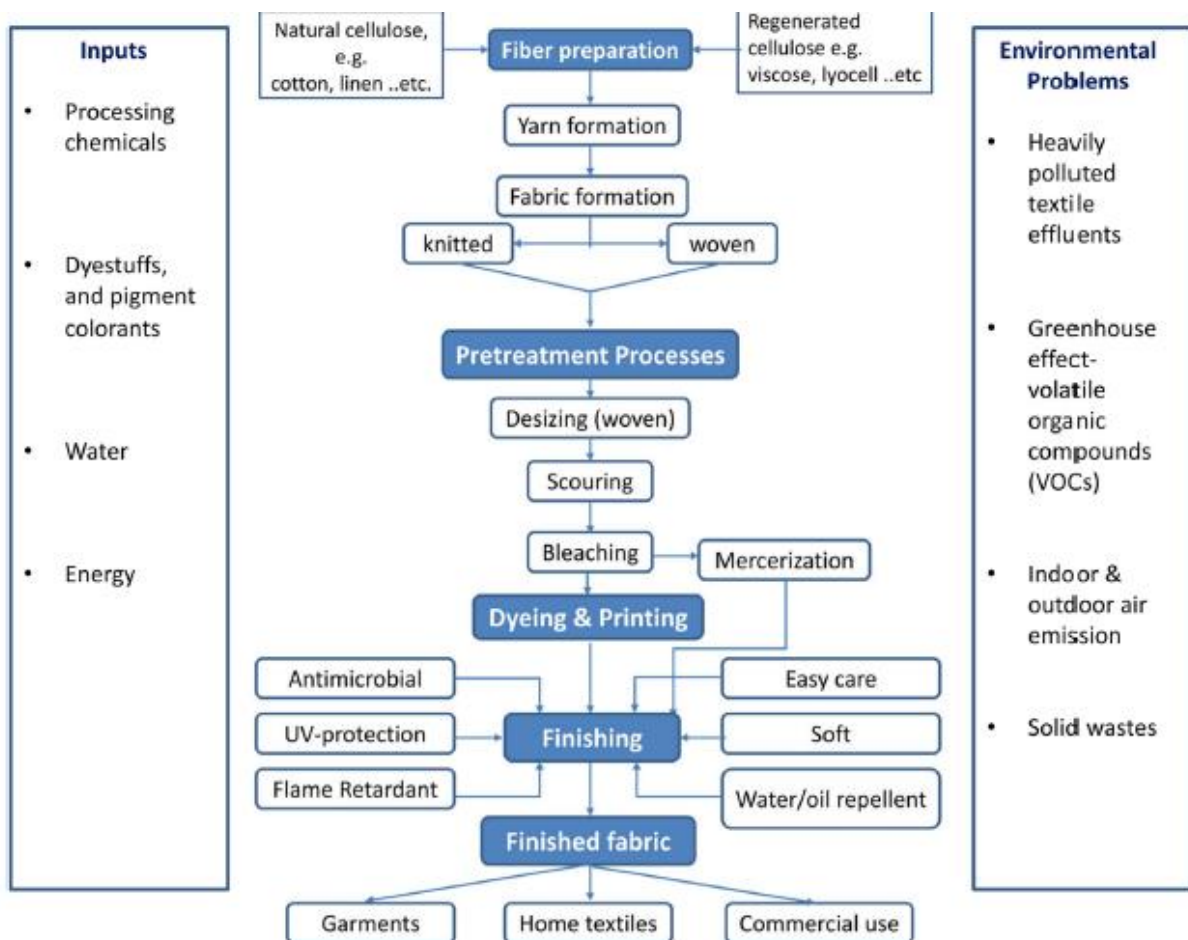 Inputs
• Processing
chemicals
• Dyestuffs,
and pigment
colorants
• Water
• Energy
Natural cellulose,
e.g.
cotton, linen ..etc.
Fiber preparation
Regenerated
cellulose e.g.
viscose, lyocell ..etc
Yarn formation
Fabric formation
knitted
woven
Pretreatment Processes
Desizing (woven)
Scouring
Bleaching
Mercerization
Dyeing & Printing
Antimicrobial
Easy care
UV-protection
Finishing
Soft
Flame Retardant
Water/oil repellent
Finished fabric
Garments
Home textiles
Commercial use
Environmental
Problems
• Heavily
polluted
textile
effluents
• Greenhouse
effect-
volatile
organic
compounds
(VOCs)
• Indoor &
outdoor air
emission
• Solid wastes